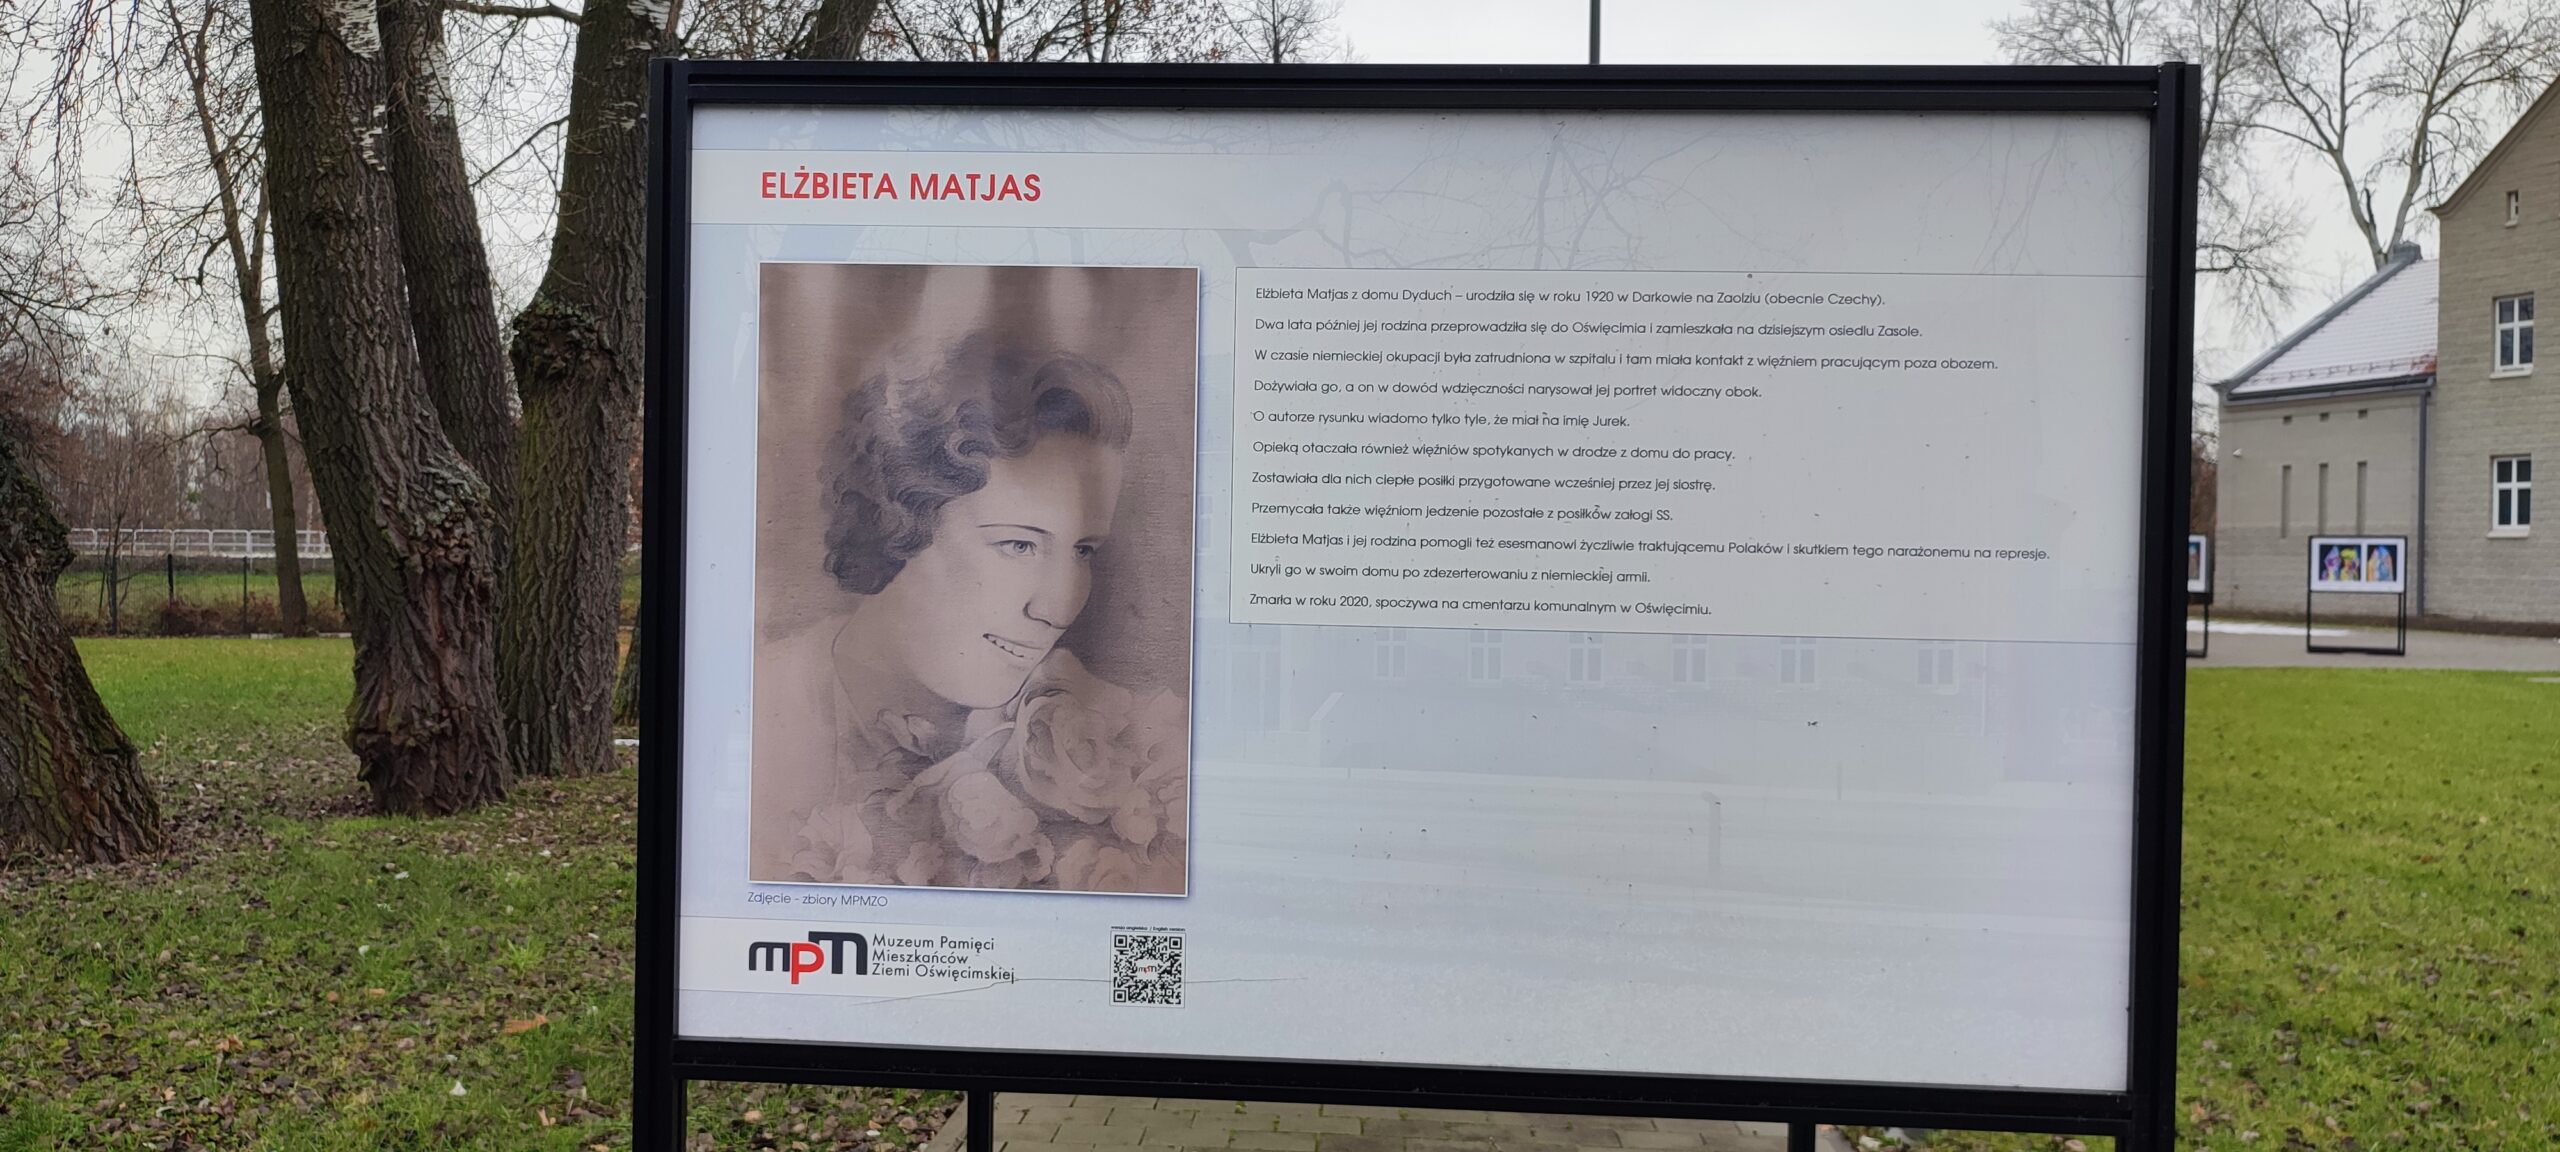 ELŻBIETA MATJAS
Elżbieta Matjas z domu Dyduch – urodziła się w roku 1920 w Darkowie na Zaolziu (obecnie Czechy).
Dwa lata później jej rodzina przeprowadziła się do Oświęcimia i zamieszkała na dzisiejszym osiedlu Zasole.
W czasie niemieckiej okupacji była zatrudniona w szpitalu i tam miała kontakt z więźniem pracującym poza obozem.
Dożywiała go, a on w dowód wdzięczności narysował jej portret widoczny obok.
O autorze rysunku wiadomo tylko tyle, że miał na imię Jurek.
Opieką otaczała również więźniów spotykanych w drodze z domu do pracy.
Zostawiała dla nich ciepłe posiłki przygotowane wcześniej przez jej siostrę.
Przemycała także więźniom jedzenie pozostałe z posiłków załogi SS.
Elżbieta Matjas i jej rodzina pomogli też esesmanowi życzliwie traktującemu Polaków i skutkiem tego narażonemu na represje.
Ukryli go w swoim domu po zdezerterowaniu z niemieckiej armii.
Zmarła w roku 2020, spoczywa na cmentarzu komunalnym w Oświęcimiu.
Zdjęcie - zbiory MPMZO
mpm Muzeum Pamięci
Mieszkańców
Ziemi Oświęcimskiej
wersja angielska / English version
mpm